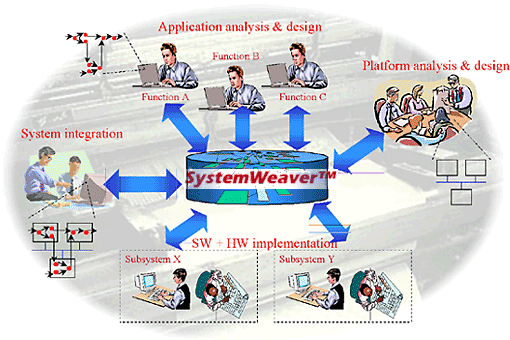 Application analysis & design
Function B
Function A
Function C
Platform analysis & design
System integration
SystemWeaver™
SW + HW implementation
Subsystem X
Subsystem Y